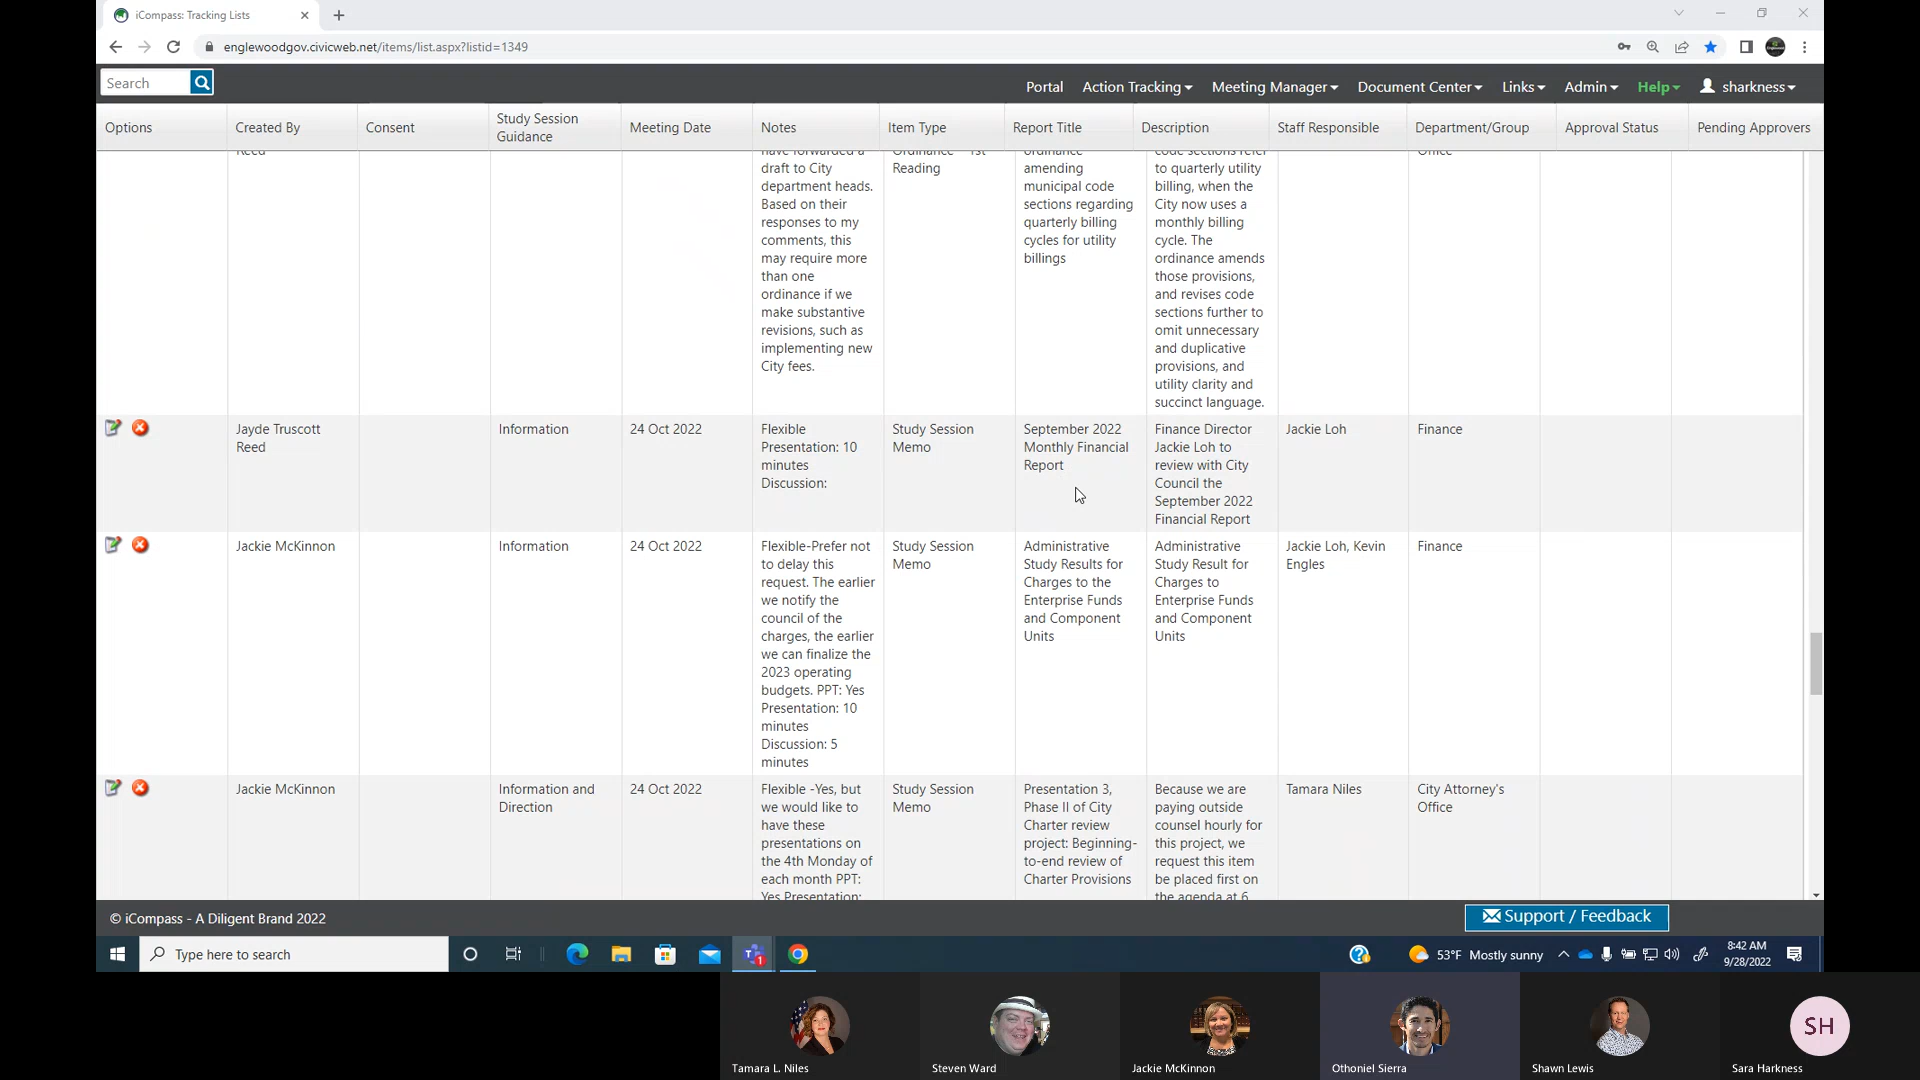 iCompass: Tracking Lists
englewoodgov.civicweb.net/items/list.aspx?listid=1349
Search
Portal
Action Tracking
Meeting Manager
Document Center
Links
Admin
Help
sharkness
Options
Created By
Consent
Study Session
Guidance
Meeting Date
Notes
Item Type
Report Title
Description
Staff Responsible
Department/Group
Approval Status
Pending Approvers
Reed
have forwarded a
draft to City
department heads.
Based on their
responses to my
comments, this
may require more
than one
ordinance if we
make substantive
revisions, such as
implementing new
City fees.
Ordinance - 1st
Reading
ordinance
amending
municipal code
sections regarding
quarterly billing
cycles for utility
billings
code sections refer
to quarterly utility
billing, when the
City now uses a
monthly billing
cycle. The
ordinance amends
those provisions,
and revises code
sections further to
omit unnecessary
and duplicative
provisions, and
utility clarity and
succinct language.
Office
Jayde Truscott
Reed
Information
24 Oct 2022
Flexible
Presentation: 10
minutes
Discussion:
Study Session
Memo
September 2022
Monthly Financial
Report
Finance Director
Jackie Loh to
review with City
Council the
September 2022
Financial Report
Jackie Loh
Finance
Jackie McKinnon
Information
24 Oct 2022
Flexible-Prefer not
to delay this
request. The earlier
we notify the
council of the
charges, the earlier
we can finalize the
2023 operating
budgets. PPT: Yes
Presentation: 10
minutes
Discussion: 5
minutes
Study Session
Memo
Administrative
Study Results for
Charges to the
Enterprise Funds
and Component
Units
Administrative
Study Result for
Charges to
Enterprise Funds
and Component
Units
Jackie Loh, Kevin
Engles
Finance
Jackie McKinnon
Information and
Direction
24 Oct 2022
Flexible -Yes, but
we would like to
have these
presentations on
the 4th Monday of
each month PPT:
Yes Presentation:
Study Session
Memo
Presentation 3,
Phase II of City
Charter review
project: Beginning-
to-end review of
Charter Provisions
Because we are
paying outside
counsel hourly for
this project, we
request this item
be placed first on
the agenda at 6
Tamara Niles
City Attorney's
Office
© iCompass - A Diligent Brand 2022
Support / Feedback
Type here to search
1
53°F Mostly sunny
8:42 AM
9/28/2022
SH
Tamara L. Niles
Steven Ward
Jackie McKinnon
Othoniel Sierra
Shawn Lewis
Sara Harkness